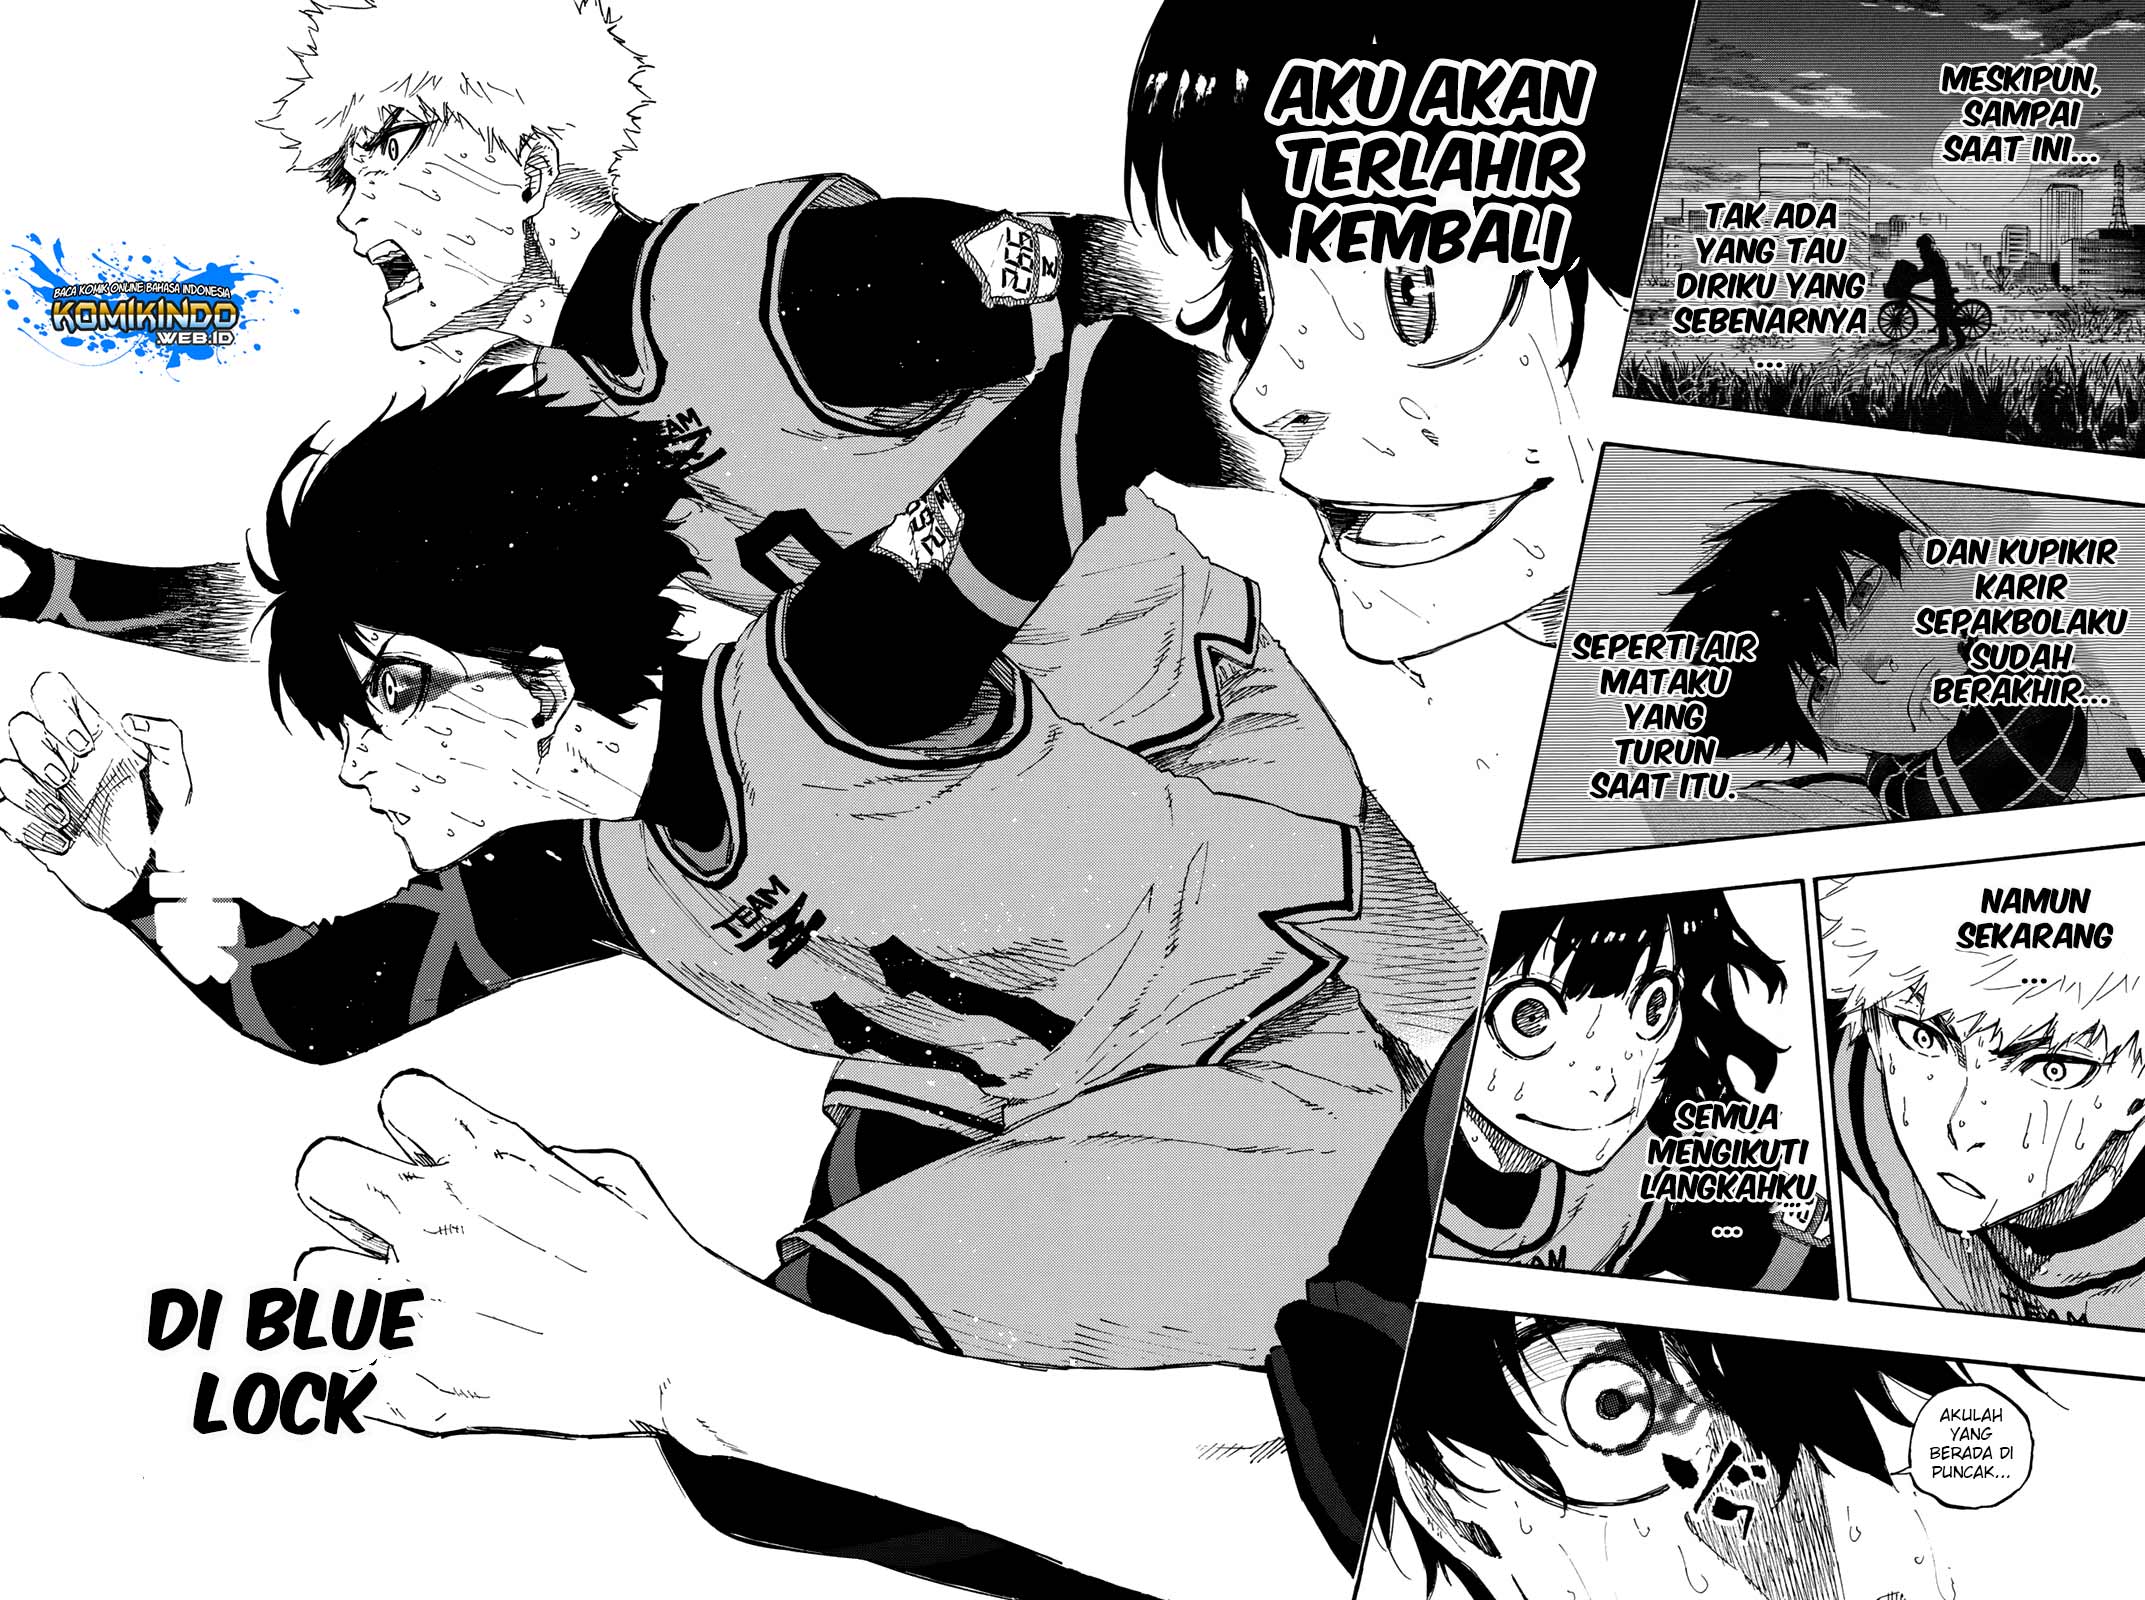 MESKIPUN,
SAMPAI
SAAT INI...
TAK ADA
YANG TAU
DIRIKU YANG
SEBENARNYA
...
DAN KUPIKIR
KARIR
SEPAKBOLAKU
SUDAH
BERAKHIR...
SEPERTI AIR
MATAKU
YANG
TURUN
SAAT ITU.
NAMUN
SEKARANG
...
SEMUA
MENGIKUTI
LANGKAHKU
....
TEAM
TEAM
AKULAH
YANG
BERADA DI
PUNCAK...
AKU AKAN
TERLAHIR
KEMBALI
BACA KOMIK ONLINE BAHASA INDONESIA
KOMIKINDO
.WEB.ID
TEAM
Z
TEAM
Z
11
DI BLUE
LOCK